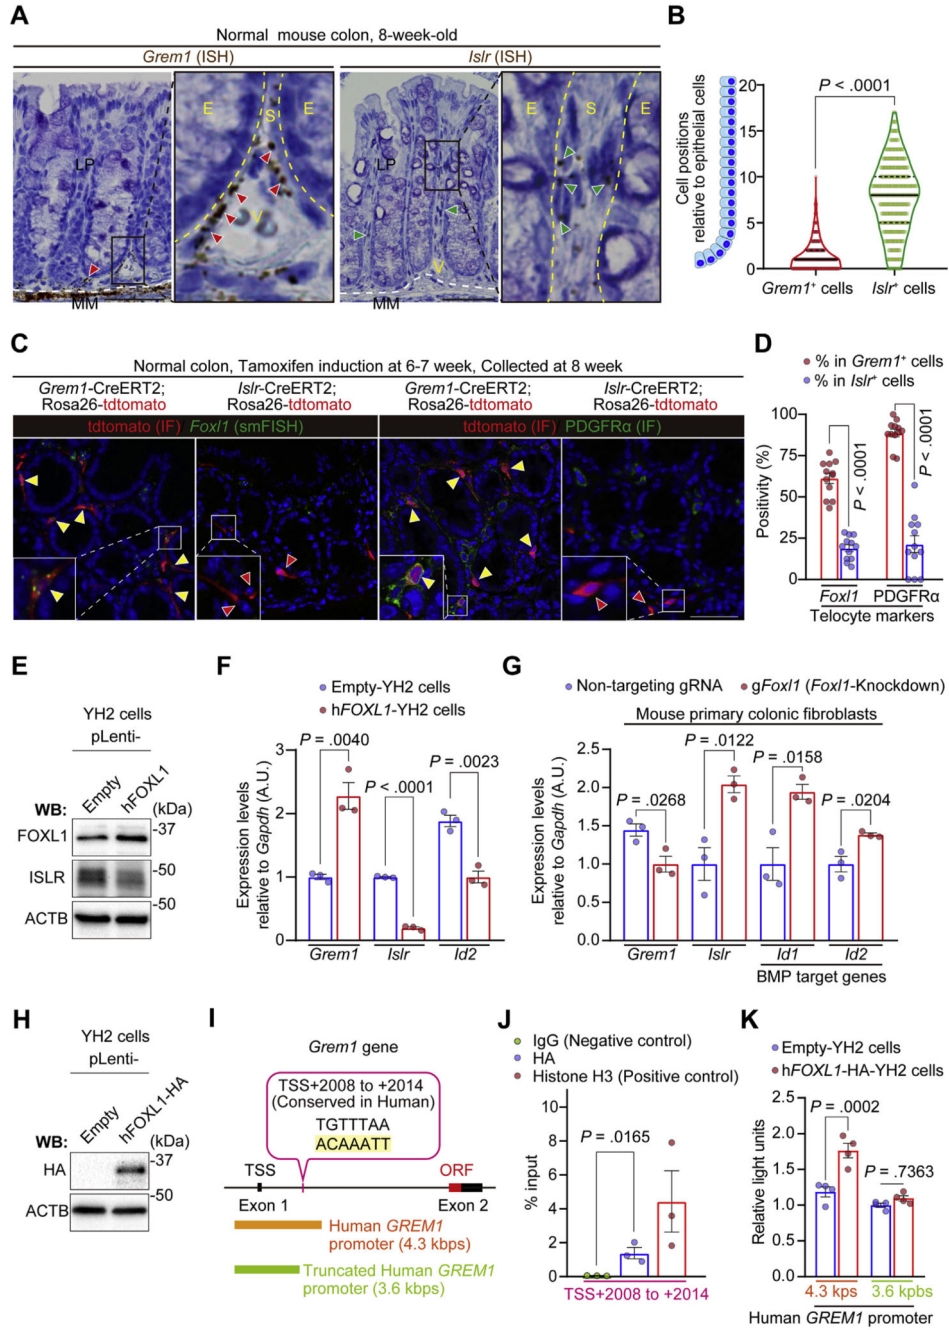 A
Normal mouse colon, 8-week-old
Grem1 (ISH)
Islr (ISH)
E
S
E
LP
V
MM
E
S
E
LP
V
MM
B
P < .0001
Cell positions
relative to epithelial cells
20
15
10
5
0
Grem1+ cells
Islr+ cells
C
Normal colon, Tamoxifen induction at 6-7 week, Collected at 8 week
Grem1-CreERT2;
Rosa26-tdtomato
Islr-CreERT2;
Rosa26-tdtomato
Grem1-CreERT2;
Rosa26-tdtomato
Islr-CreERT2;
Rosa26-tdtomato
tdtomato (IF) Foxl1 (smFISH)
tdtomato (IF) PDGFRα (IF)
D
% in Grem1+ cells
% in Islr+ cells
Positivity (%)
100
75
50
25
0
P < .0001
P < .0001
Foxl1
PDGFRα
Telocyte markers
E
YH2 cells
pLenti-
Empty
hFOXL1
WB:
(kDa)
FOXL1
-37
ISLR
-50
-50
ACTB
F
Empty-YH2 cells
hFOXL1-YH2 cells
Expression levels
relative to Gapdh (A.U.)
3
2
1
0
P = .0040
P < .0001
P = .0023
Grem1
Islr
Id2
G
Non-targeting gRNA
gFoxl1 (Foxl1-Knockdown)
Mouse primary colonic fibroblasts
Expression levels
relative to Gapdh (A.U.)
2.5
2.0
1.5
1.0
0.5
0.0
P = .0268
P = .0122
P = .0158
P = .0204
Grem1
Islr
Id1
Id2
BMP target genes
H
YH2 cells
pLenti-
Empty
hFOXL1-HA
WB:
(kDa)
HA
-37
-50
ACTB
I
Grem1 gene
TSS+2008 to +2014
(Conserved in Human)
TGTTTAA
ACAAATT
TSS
ORF
Exon 1
Exon 2
Human GREM1
promoter (4.3 kbps)
Truncated Human GREM1
promoter (3.6 kbps)
J
IgG (Negative control)
HA
Histone H3 (Positive control)
% input
10
8
6
4
2
0
P = .0165
TSS+2008 to +2014
K
Empty-YH2 cells
hFOXL1-HA-YH2 cells
Relative light units
2.5
2.0
1.5
1.0
0.5
0.0
P = .0002
P = .7363
4.3 kps
3.6 kpbs
Human GREM1 promoter